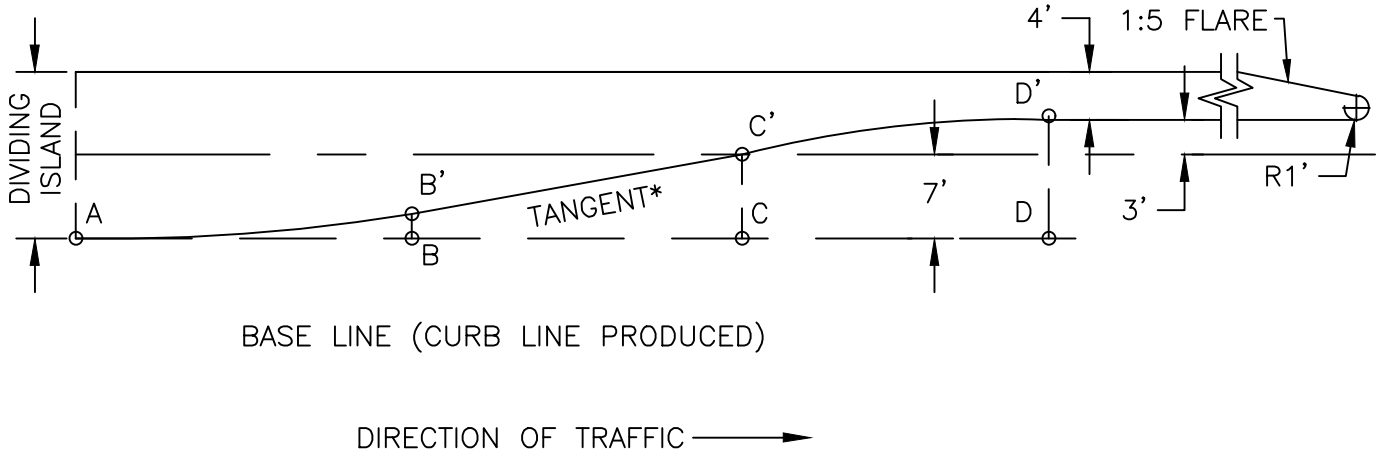 4'
1:5 FLARE
DIVIDING
ISLAND
D'
C'
B'
TANGENT*
A
7'
R1'
C
D
3'
B
BASE LINE (CURB LINE PRODUCED)
DIRECTION OF TRAFFIC